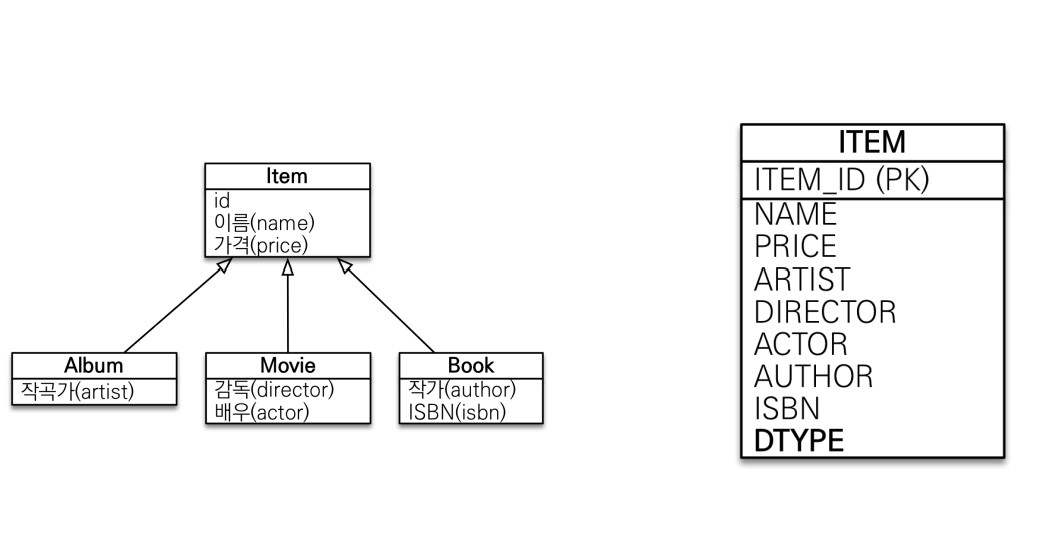 Item
id
이름(name)
가격(price)
Album
작곡가(artist)
Movie
감독(director)
배우(actor)
Book
작가(author)
ISBN(isbn)
ITEM
ITEM_ID (PK)
NAME
PRICE
ARTIST
DIRECTOR
ACTOR
AUTHOR
ISBN
DTYPE